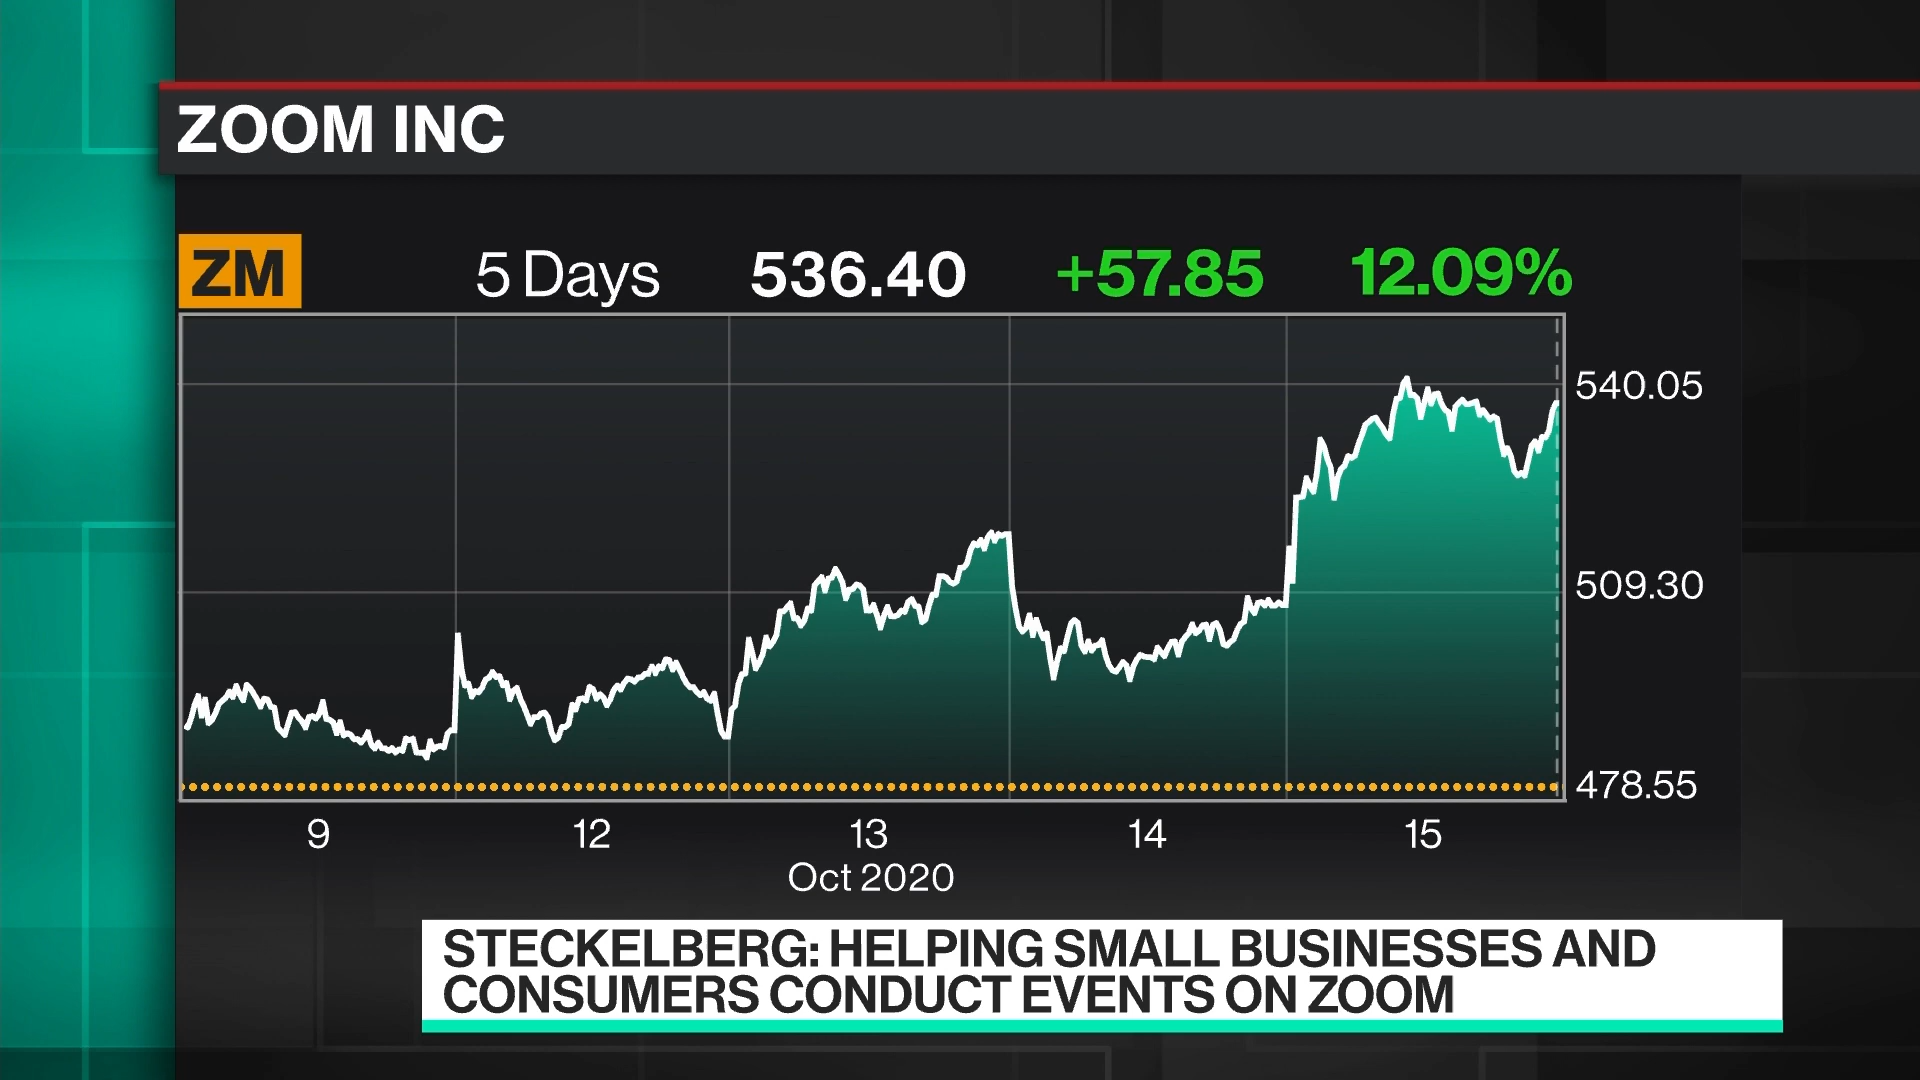 ZOOM INC
ZM 5 Days 536.40 +57.85 12.09%
540.05
509.30
478.55
9 12 13 14 15
Oct 2020
STECKELBERG: HELPING SMALL BUSINESSES AND
CONSUMERS CONDUCT EVENTS ON ZOOM